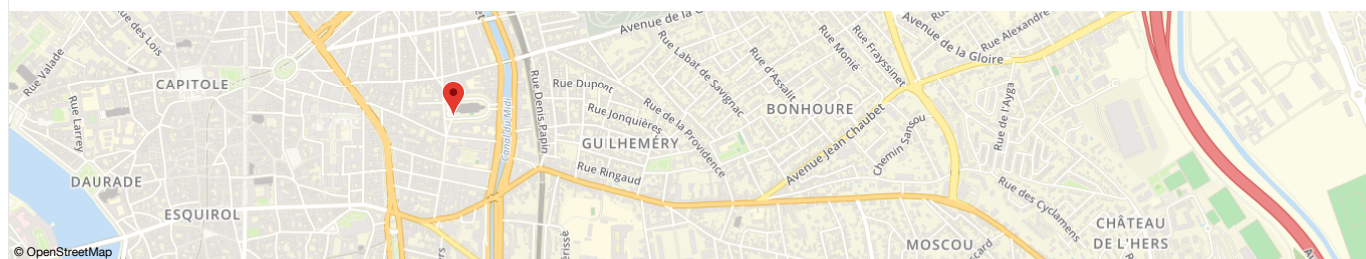 Rue des Lois
Rue Valade
CAPITOLE
Rue Larrey
DAURADE
ESQUIROL
Canal du Midi
Rue Denis Papin
Avenue de la G
Rue Dupont
Rue Jonquières
GUILHEMÉRY
Rue Ringaud
Rue de la Providence
Rue Labat de Savignac
Rue d'Assalit
Rue Monié
Rue Frayssinet
BONHOURE
Avenue Jean Chaubet
Avenue de la Gloire
Rue Alexandre
Chemin Sansou
Rue de l'Ayga
Rue des Cyclamens
MOSCOU
CHÂTEAU
DE L'HERS
© OpenStreetMap